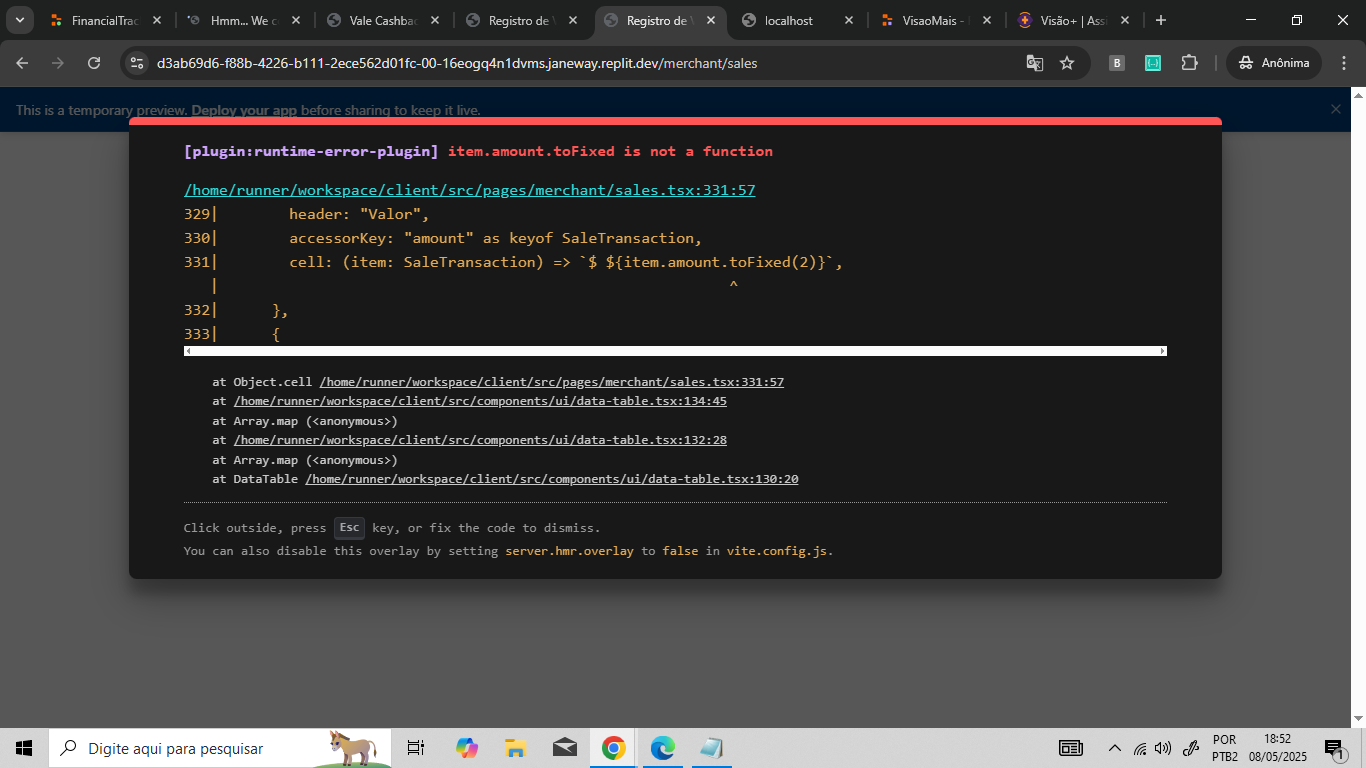 FinancialTrac
Hmm... We c
Vale Cashbac
Registro de V
Registro de V
localhost
VisaoMais -
Visão+ | Assi
d3ab69d6-f88b-4226-b111-2ece562d01fc-00-16eogq4n1dvms.janeway.replit.dev/merchant/sales
B
Anônima
This is a temporary preview. Deploy your app before sharing to keep it live.
[plugin:runtime-error-plugin] item.amount.toFixed is not a function
/home/runner/workspace/client/src/pages/merchant/sales.tsx:331:57
329|       header: "Valor",
330|       accessorKey: "amount" as keyof SaleTransaction,
331|       cell: (item: SaleTransaction) => `$ ${item.amount.toFixed(2)}`,
|                                                             ^
332|     },
333|     {
at Object.cell /home/runner/workspace/client/src/pages/merchant/sales.tsx:331:57
at /home/runner/workspace/client/src/components/ui/data-table.tsx:134:45
at Array.map (<anonymous>)
at /home/runner/workspace/client/src/components/ui/data-table.tsx:132:28
at Array.map (<anonymous>)
at DataTable /home/runner/workspace/client/src/components/ui/data-table.tsx:130:20
Click outside, press Esc key, or fix the code to dismiss.
You can also disable this overlay by setting server.hmr.overlay to false in vite.config.js.
Digite aqui para pesquisar
POR
PTB2
18:52
08/05/2025
1